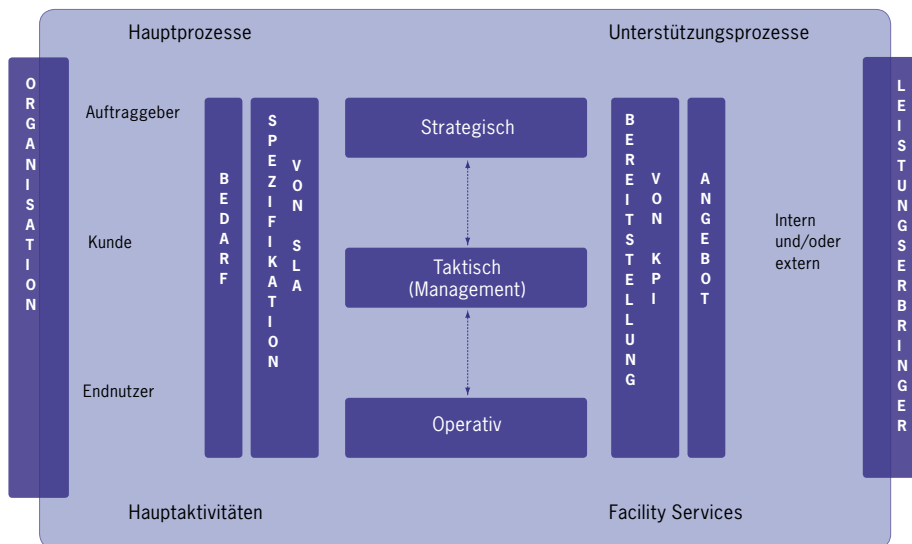 Hauptprozesse
Unterstützungsprozesse
ORGANISATION
Auftraggeber
Kunde
Endnutzer
BEDARF
SPEZIFIKATION
VON SLA
Strategisch
Taktisch
(Management)
Operativ
BEREITSTELLUNG
VON KPI
ANGEBOT
Intern
und/oder
extern
LEISTUNGSERBRINGER
Hauptaktivitäten
Facility Services